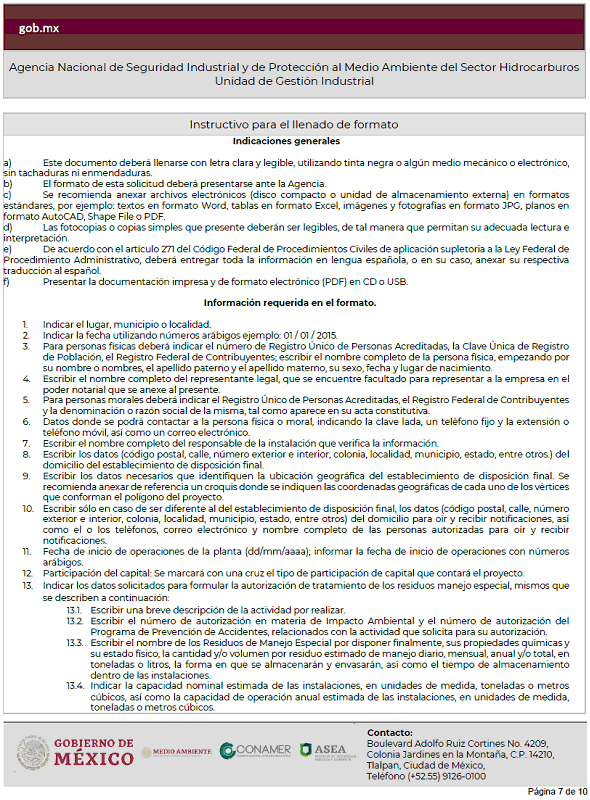 gob.mx
Agencia Nacional de Seguridad Industrial y de Protección al Medio Ambiente del Sector Hidrocarburos
Unidad de Gestión Industrial
Instructivo para el llenado de formato
Indicaciones generales
a) Este documento deberá llenarse con letra clara y legible, utilizando tinta negra o algún medio mecánico o electrónico,
sin tachaduras ni enmendaduras.
b) El formato de esta solicitud deberá presentarse ante la Agencia.
c) Se recomienda anexar archivos electrónicos (disco compacto o unidad de almacenamiento externa) en formatos
estándares, por ejemplo: textos en formato Word, tablas en formato Excel, imágenes y fotografías en formato JPG, planos en
formato AutoCAD, Shape File o PDF.
d) Las fotocopias o copias simples que presente deberán ser legibles, de tal manera que permitan su adecuada lectura e
interpretación.
e) De acuerdo con el artículo 271 del Código Federal de Procedimientos Civiles de aplicación supletoria a la Ley Federal de
Procedimiento Administrativo, deberá entregar toda la información en lengua española, o en su caso, anexar su respectiva
traducción al español.
f) Presentar la documentación impresa y de formato electrónico (PDF) en CD o USB.
Información requerida en el formato.
1. Indicar el lugar, municipio o localidad.
2. Indicar la fecha utilizando números arábigos ejemplo: 01 / 01 / 2015.
3. Para personas físicas deberá indicar el número de Registro Único de Personas Acreditadas, la Clave Única de Registro
de Población, el Registro Federal de Contribuyentes; escribir el nombre completo de la persona física, empezando por
su nombre o nombres, el apellido paterno y el apellido materno, su sexo, fecha y lugar de nacimiento.
4. Escribir el nombre completo del representante legal, que se encuentre facultado para representar a la empresa en el
poder notarial que se anexe al presente.
5. Para personas morales deberá indicar el Registro Único de Personas Acreditadas, el Registro Federal de Contribuyentes
y la denominación o razón social de la misma, tal como aparece en su acta constitutiva.
6. Datos donde se podrá contactar a la persona física o moral, indicando la clave lada, un teléfono fijo y la extensión o
teléfono móvil, así como un correo electrónico.
7. Escribir el nombre completo del responsable de la instalación que verifica la información.
8. Escribir los datos (código postal, calle, número exterior e interior, colonia, localidad, municipio, estado, entre otros.) del
domicilio del establecimiento de disposición final.
9. Escribir los datos necesarios que identifiquen la ubicación geográfica del establecimiento de disposición final. Se
recomienda anexar de referencia un croquis donde se indiquen las coordenadas geográficas de cada uno de los vértices
que conforman el polígono del proyecto.
10. Escribir sólo en caso de ser diferente al del establecimiento de disposición final, los datos (código postal, calle, número
exterior e interior, colonia, localidad, municipio, estado, entre otros) del domicilio para oir y recibir notificaciones, así
como el o los teléfonos, correo electrónico y nombre completo de las personas autorizadas para oir y recibir
notificaciones.
11. Fecha de inicio de operaciones de la planta (dd/mm/aaaa); informar la fecha de inicio de operaciones con números
arábigos.
12. Participación del capital: Se marcará con una cruz el tipo de participación de capital que contará el proyecto.
13. Indicar los datos solicitados para formular la autorización de tratamiento de los residuos manejo especial, mismos que
se describen a continuación:
13.1. Escribir una breve descripción de la actividad por realizar.
13.2. Escribir el número de autorización en materia de Impacto Ambiental y el número de autorización del
Programa de Prevención de Accidentes, relacionados con la actividad que solicita para su autorización.
13.3. Escribir el nombre de los Residuos de Manejo Especial por disponer finalmente, sus propiedades químicas y
su estado físico, la cantidad y/o volumen por residuo estimado de manejo diario, mensual, anual y/o total, en
toneladas o litros, la forma en que se almacenarán y envasarán, así como el tiempo de almacenamiento
dentro de las instalaciones.
13.4. Indicar la capacidad nominal estimada de las instalaciones, en unidades de medida, toneladas o metros
cúbicos, así como la capacidad de operación anual estimada de las instalaciones, en unidades de medida,
toneladas o metros cúbicos.
GOBIERNO DE
MÉXICO
MEDIO AMBIENTE
CONAMER
ASEA
Contacto:
Boulevard Adolfo Ruiz Cortines No. 4209,
Colonia Jardines en la Montaña, C.P. 14210,
Tlalpan, Ciudad de México,
Teléfono (+52.55) 9126-0100
Página 7 de 10